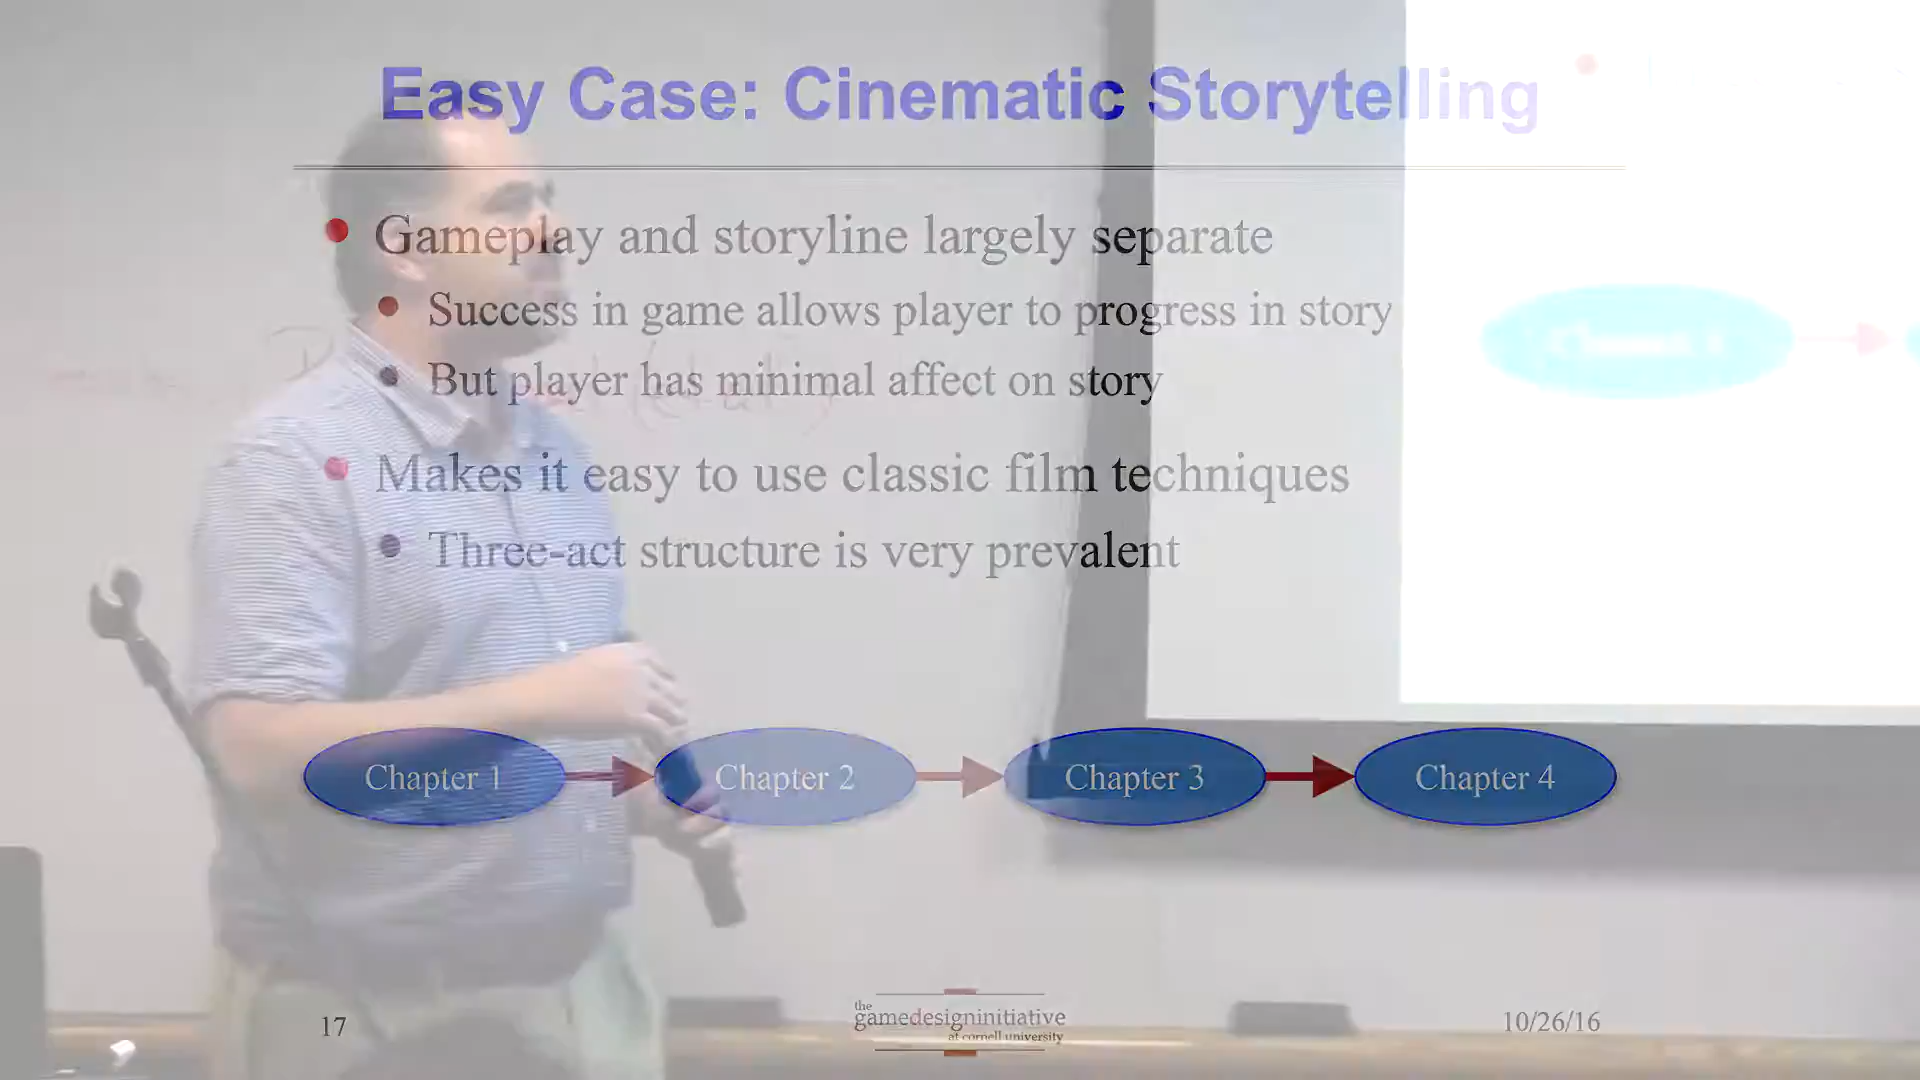 Easy Case: Cinematic Storytelling
Gameplay and storyline largely separate
Success in game allows player to progress in story
But player has minimal affect on story
Makes it easy to use classic film techniques
Three-act structure is very prevalent
Chapter 1
Chapter 2
Chapter 3
Chapter 4
17
the
gamedesigninitiative
at cornell university
10/26/16